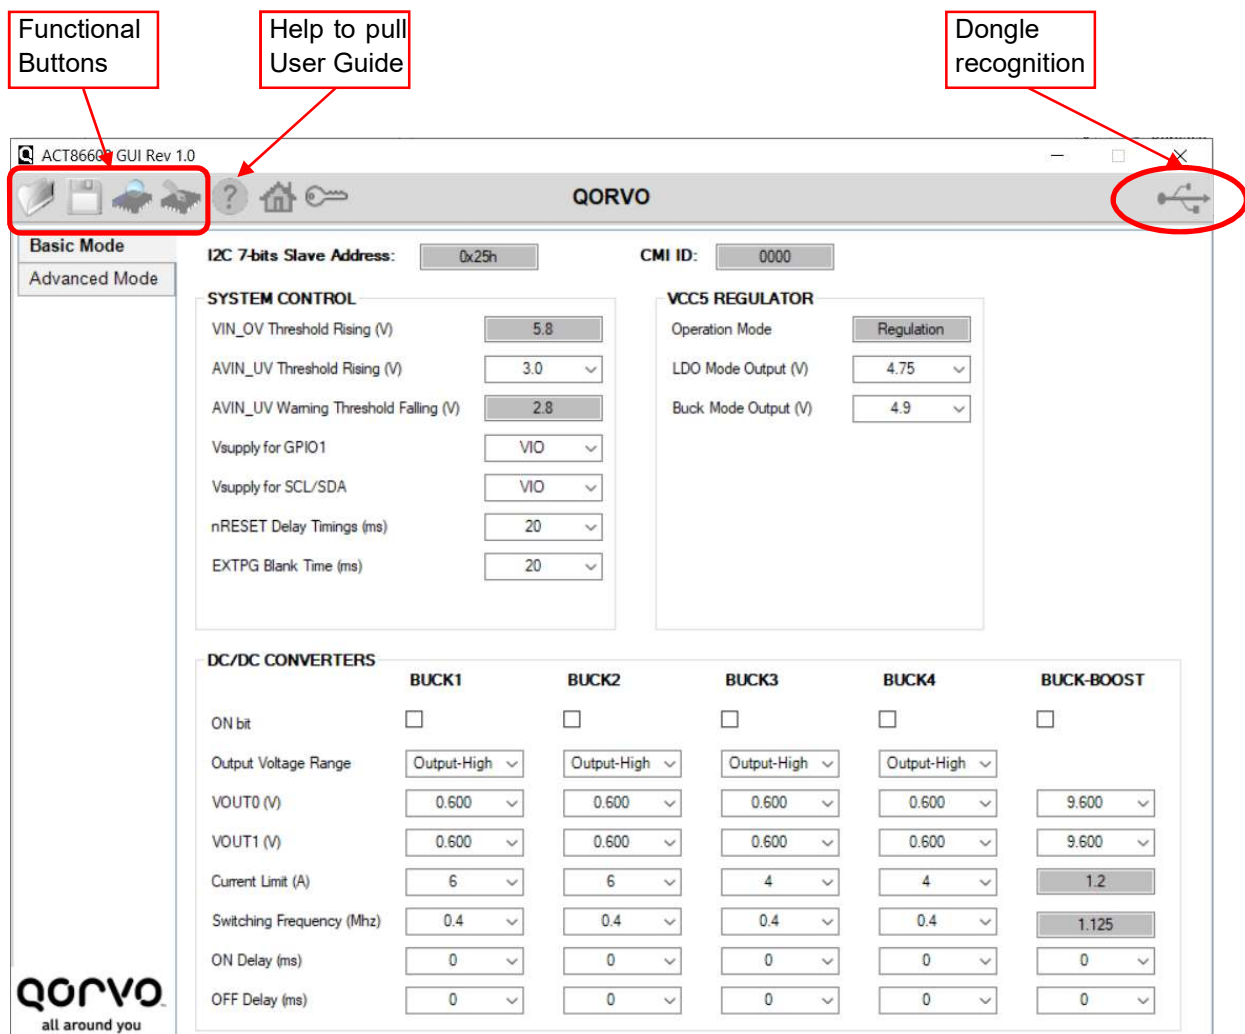 Functional
Buttons
Help to pull
User Guide
Dongle
recognition
GUI Rev 1.0
QORVO
Basic Mode
Advanced Mode
I2C 7-bits Slave Address: 0x25h CMI ID: 0000
SYSTEM CONTROL
VIN_OV Threshold Rising (V) 5.8
AVIN_UV Threshold Rising (V) 3.0
AVIN_UV Warning Threshold Falling (V) 2.8
Vsupply for GPIO1 VIO
Vsupply for SCL/SDA VIO
nRESET Delay Timings (ms) 20
EXTPG Blank Time (ms) 20
VCC5 REGULATOR
Operation Mode Regulation
LDO Mode Output (V) 4.75
Buck Mode Output (V) 4.9
DC/DC CONVERTERS
BUCK1 BUCK2 BUCK3 BUCK4 BUCK-BOOST
ON bit
Output Voltage Range Output-High Output-High Output-High Output-High
VOUT0 (V) 0.600 0.600 0.600 0.600 9.600
VOUT1 (V) 0.600 0.600 0.600 0.600 9.600
Current Limit (A) 6 6 4 4 1.2
Switching Frequency (Mhz) 0.4 0.4 0.4 0.4 1.125
ON Delay (ms) 0 0 0 0 0
OFF Delay (ms) 0 0 0 0 0
QORVO
all around you